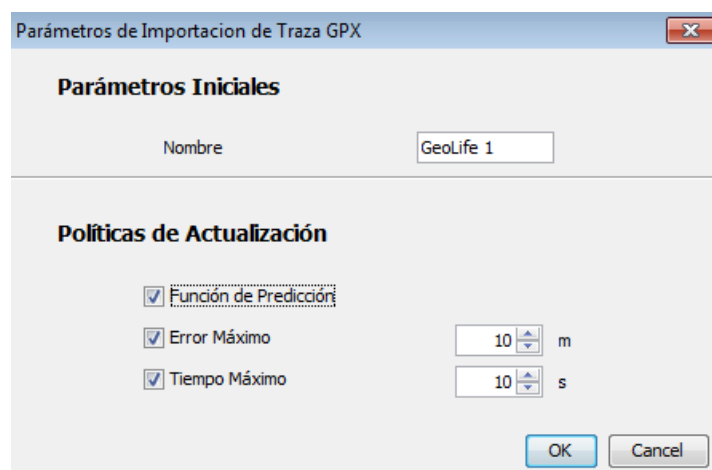 Parámetros de Importacion de Traza GPX
Parámetros Iniciales
Nombre GeoLife 1
Políticas de Actualización
Función de Predicción
Error Máximo 10 m
Tiempo Máximo 10 s
OK Cancel